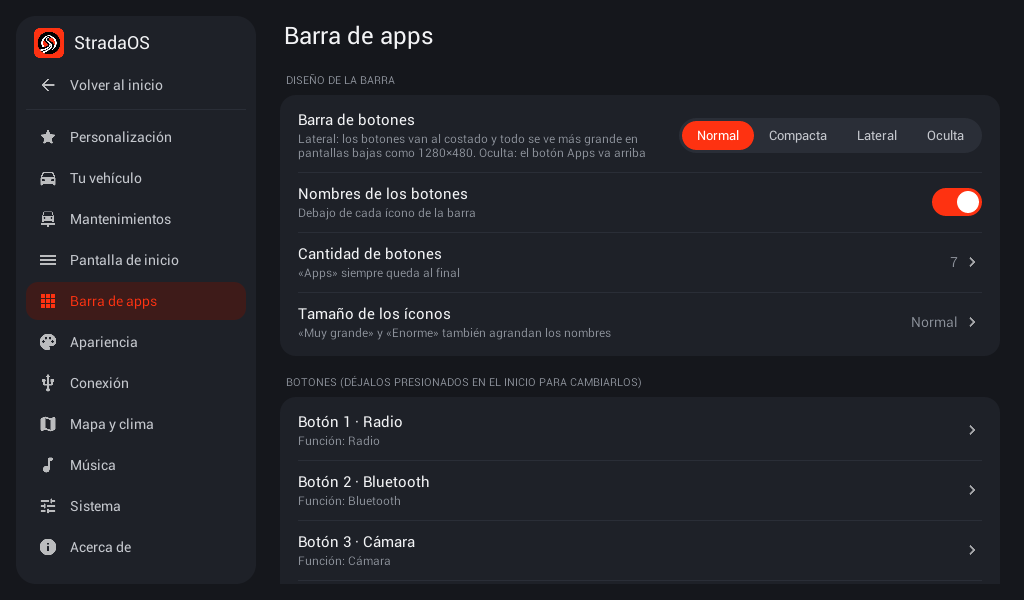 StradaOS
Volver al inicio
Personalización
Tu vehículo
Mantenimientos
Pantalla de inicio
Barra de apps
Apariencia
Conexión
Mapa y clima
Música
Sistema
Acerca de
Barra de apps
DISEÑO DE LA BARRA
Barra de botones
Lateral: los botones van al costado y todo se ve más grande en
pantallas bajas como 1280×480. Oculta: el botón Apps va arriba
Normal Compacta Lateral Oculta
Nombres de los botones
Debajo de cada ícono de la barra
Cantidad de botones
«Apps» siempre queda al final
7
Tamaño de los íconos
«Muy grande» y «Enorme» también agrandan los nombres
Normal
BOTONES (DÉJALOS PRESIONADOS EN EL INICIO PARA CAMBIARLOS)
Botón 1 · Radio
Función: Radio
Botón 2 · Bluetooth
Función: Bluetooth
Botón 3 · Cámara
Función: Cámara